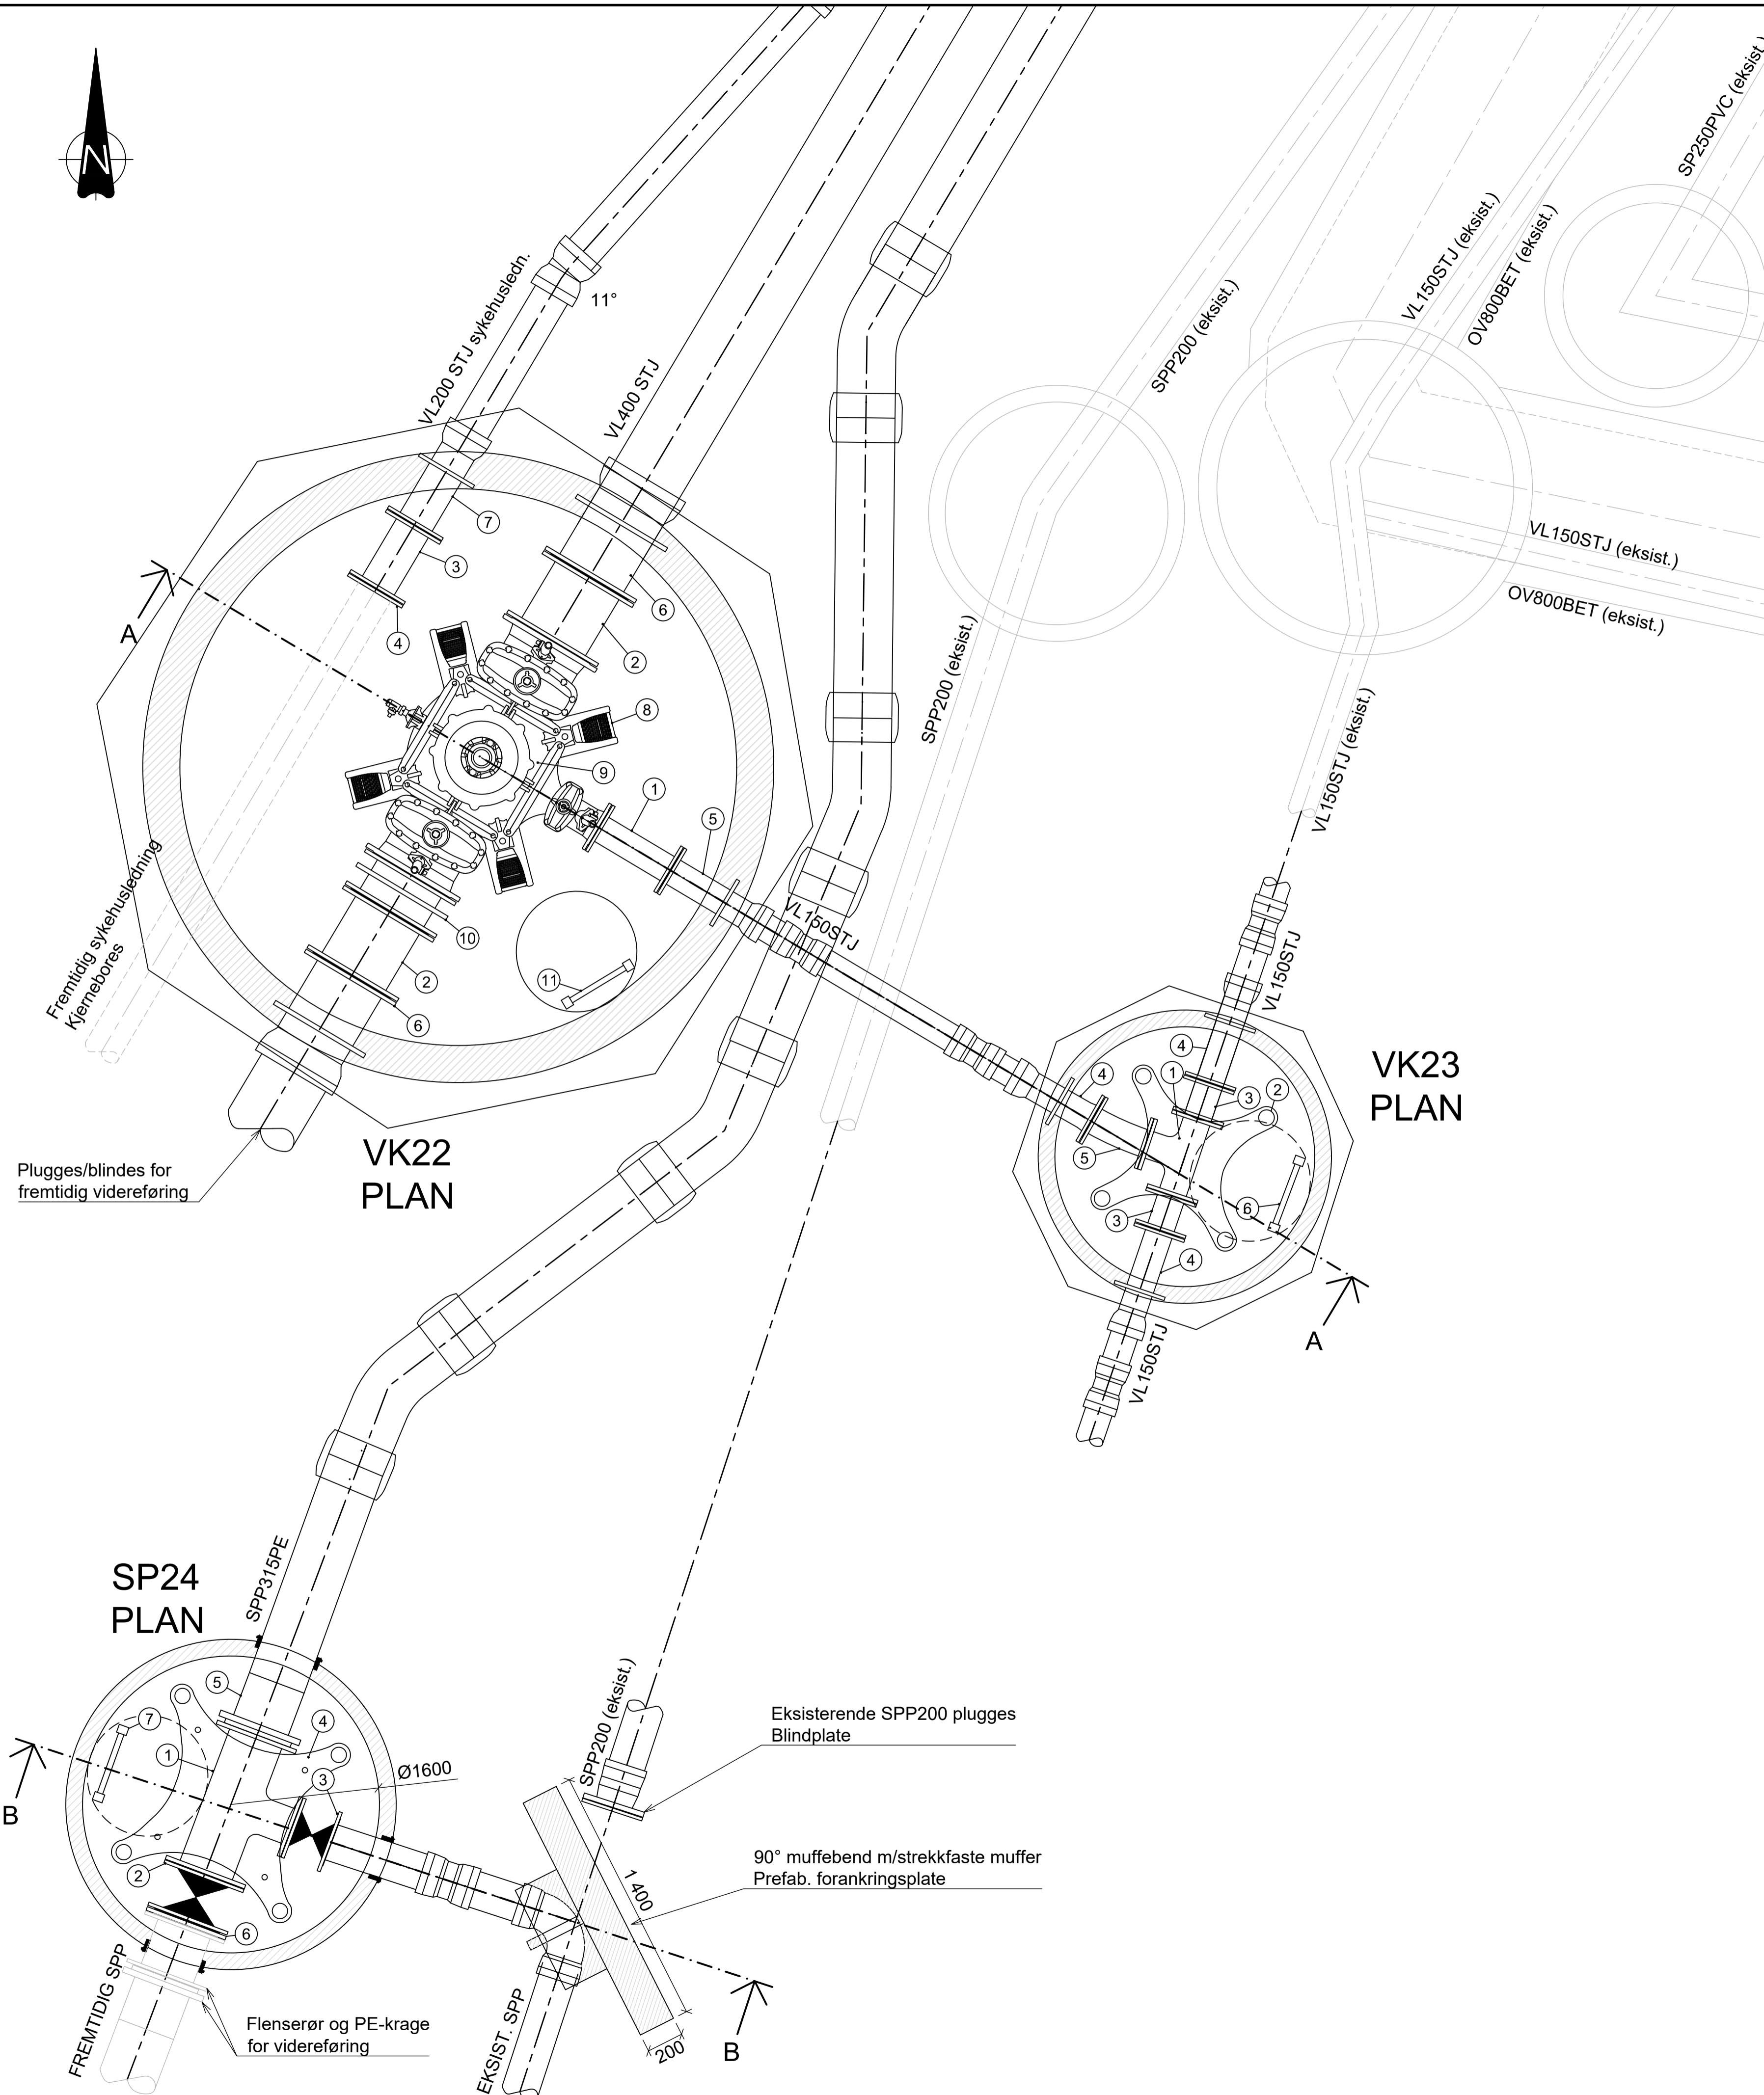 N
SP250PVC (eksist.)
VL150STJ (eksist.)
OV800BET (eksist.)
SPP200 (eksist.)
VL200 STJ sykehusledn.
11°
VL400 STJ
VL150STJ (eksist.)
OV800BET (eksist.)
SPP200 (eksist.)
VL150STJ (eksist.)
7
3
4
6
2
8
9
1
5
10
2
6
11
A
VL150STJ
Fremtidig sykehusledning
Kjernebores
Plugges/blindes for
fremtidig videreføring
VK22
PLAN
VL150STJ
4
1
4
3
2
5
3
6
4
VK23
PLAN
A
VL150STJ
SP24
PLAN
SPP315PE
5
7
4
1
3
2
6
Ø1600
B
SPP200 (eksist.)
Eksisterende SPP200 plugges
Blindplate
90° muffebend m/strekkfaste muffer
Prefab. forankringsplate
1 400
200
B
EKSIST. SPP
FREMTIDIG SPP
Flenserør og PE-krage
for videreføring